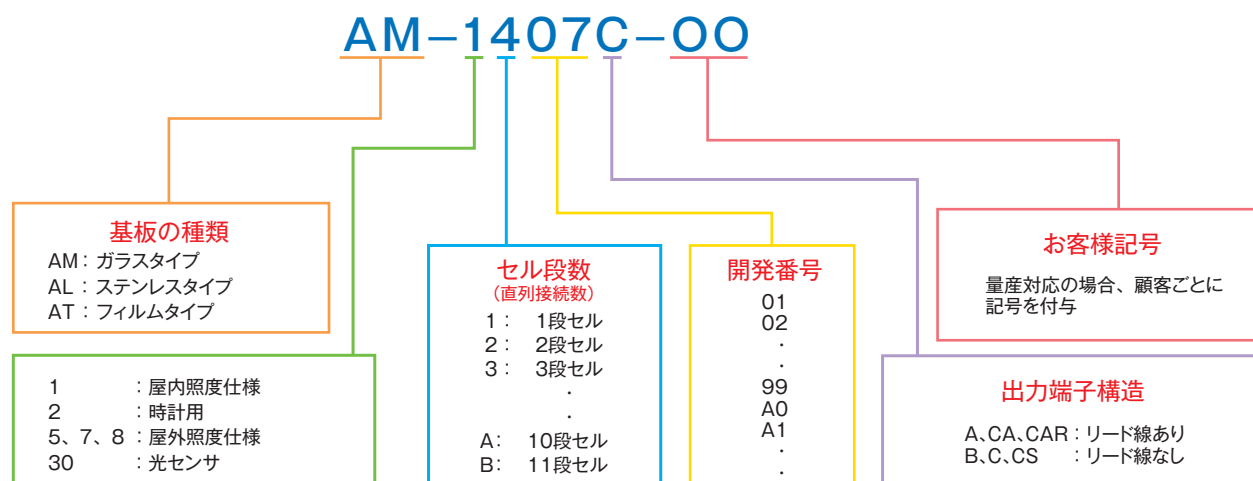 AM−1407C−OO
基板の種類
AM：ガラスタイプ
AL：ステンレスタイプ
AT：フィルムタイプ
1　：屋内照度仕様
2　：時計用
5、7、8：屋外照度仕様
30　：光センサ
セル段数
（直列接続数）
1：　1段セル
2：　2段セル
3：　3段セル
・
・
A：　10段セル
B：　11段セル
開発番号
01
02
・
・
99
A0
A1
・
・
お客様記号
量産対応の場合、顧客ごとに
記号を付与
出力端子構造
A、CA、CAR：リード線あり
B、C、CS　：リード線なし